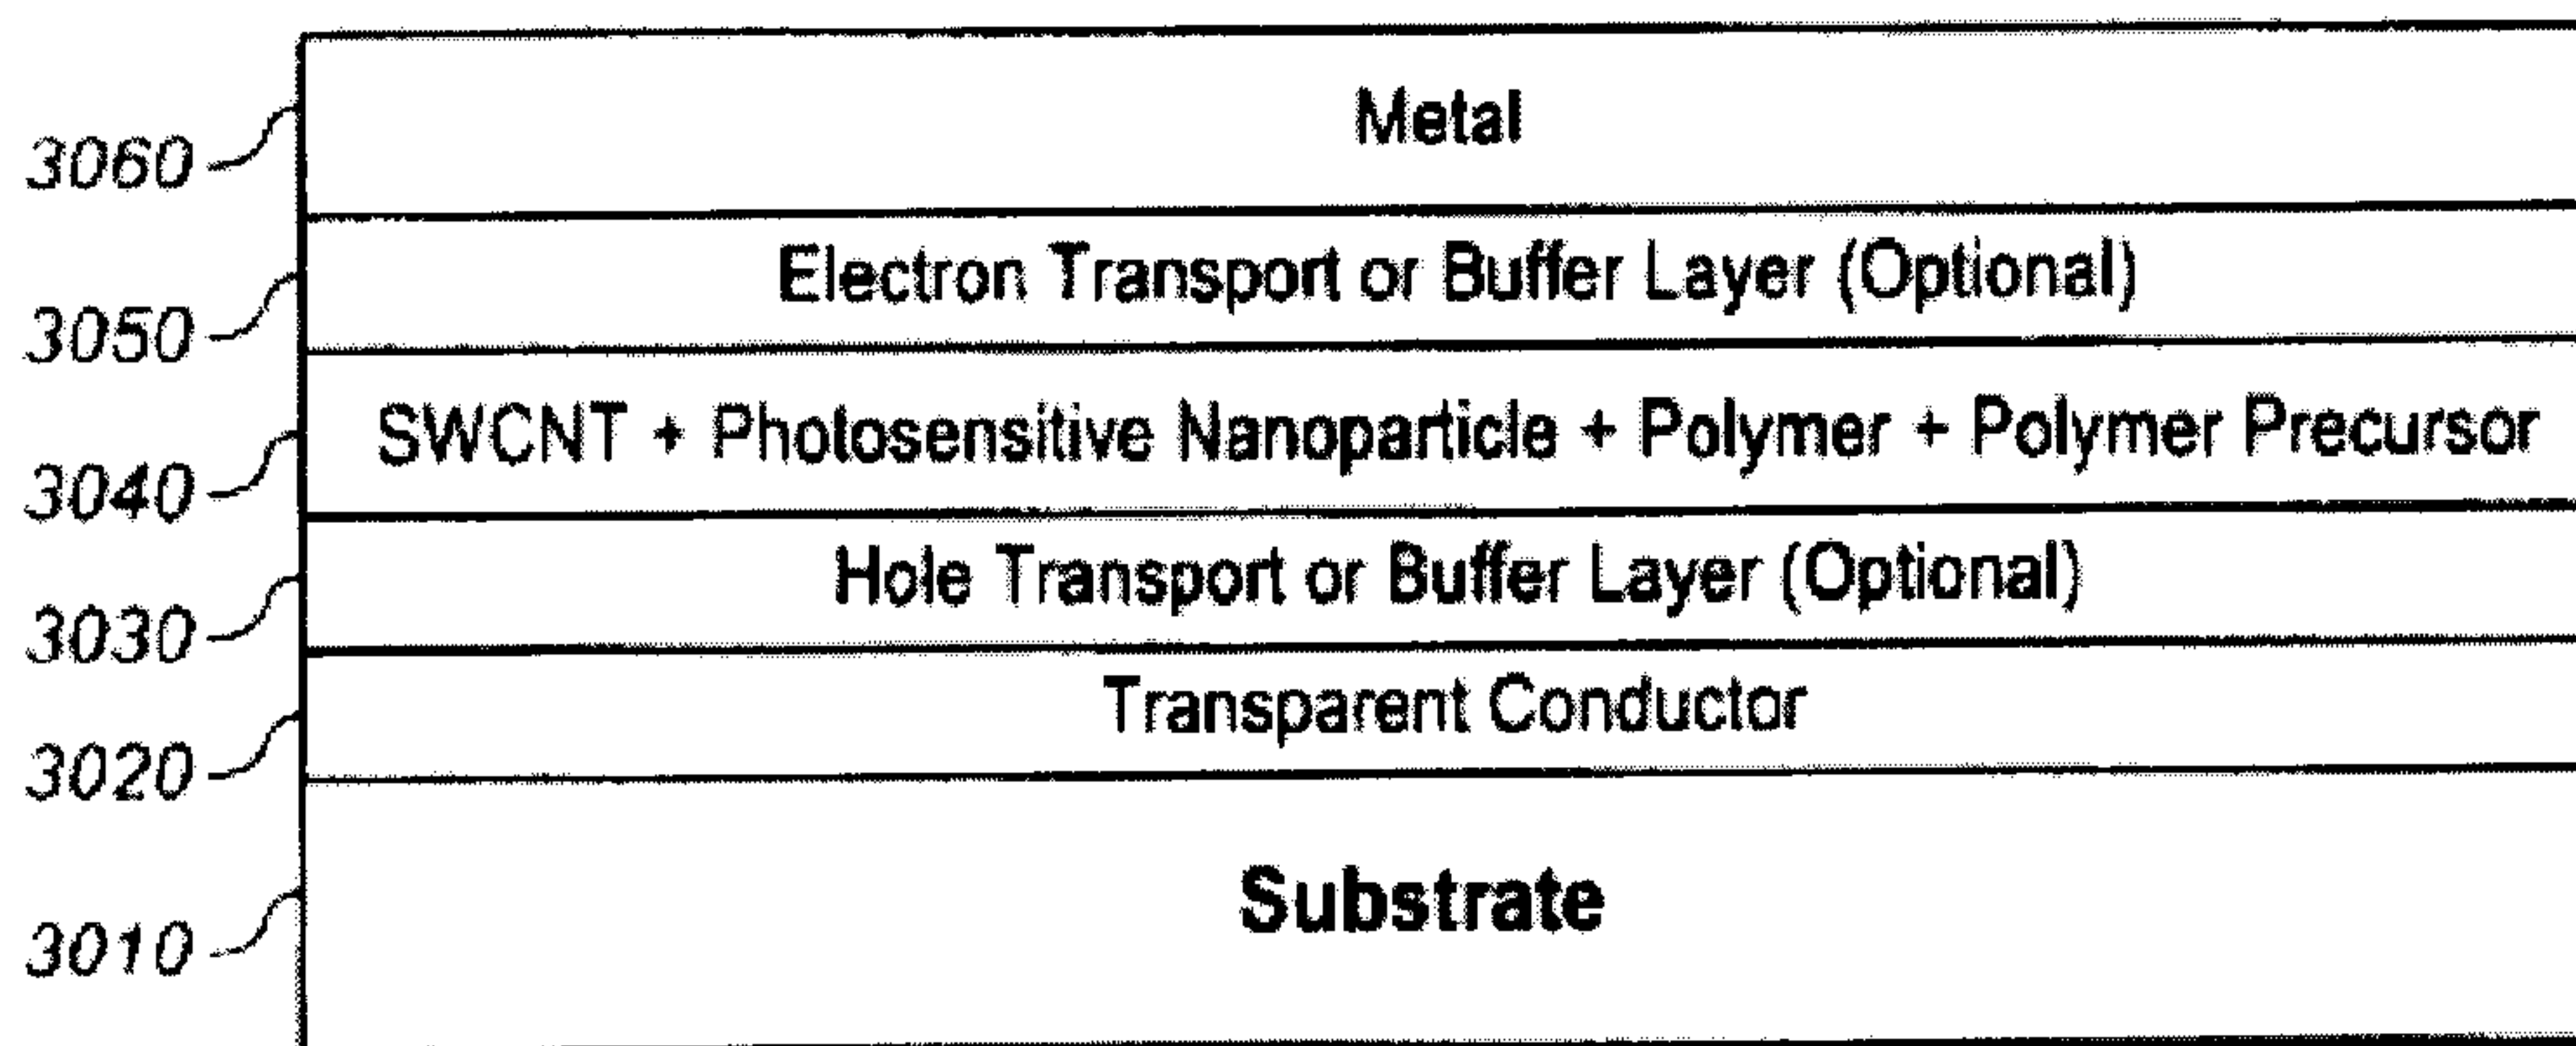 3060 Metal
3050 Electron Transport or Buffer Layer (Optional)
3040 SWCNT + Photosensitive Nanoparticle + Polymer + Polymer Precursor
3030 Hole Transport or Buffer Layer (Optional)
3020 Transparent Conductor
3010 Substrate